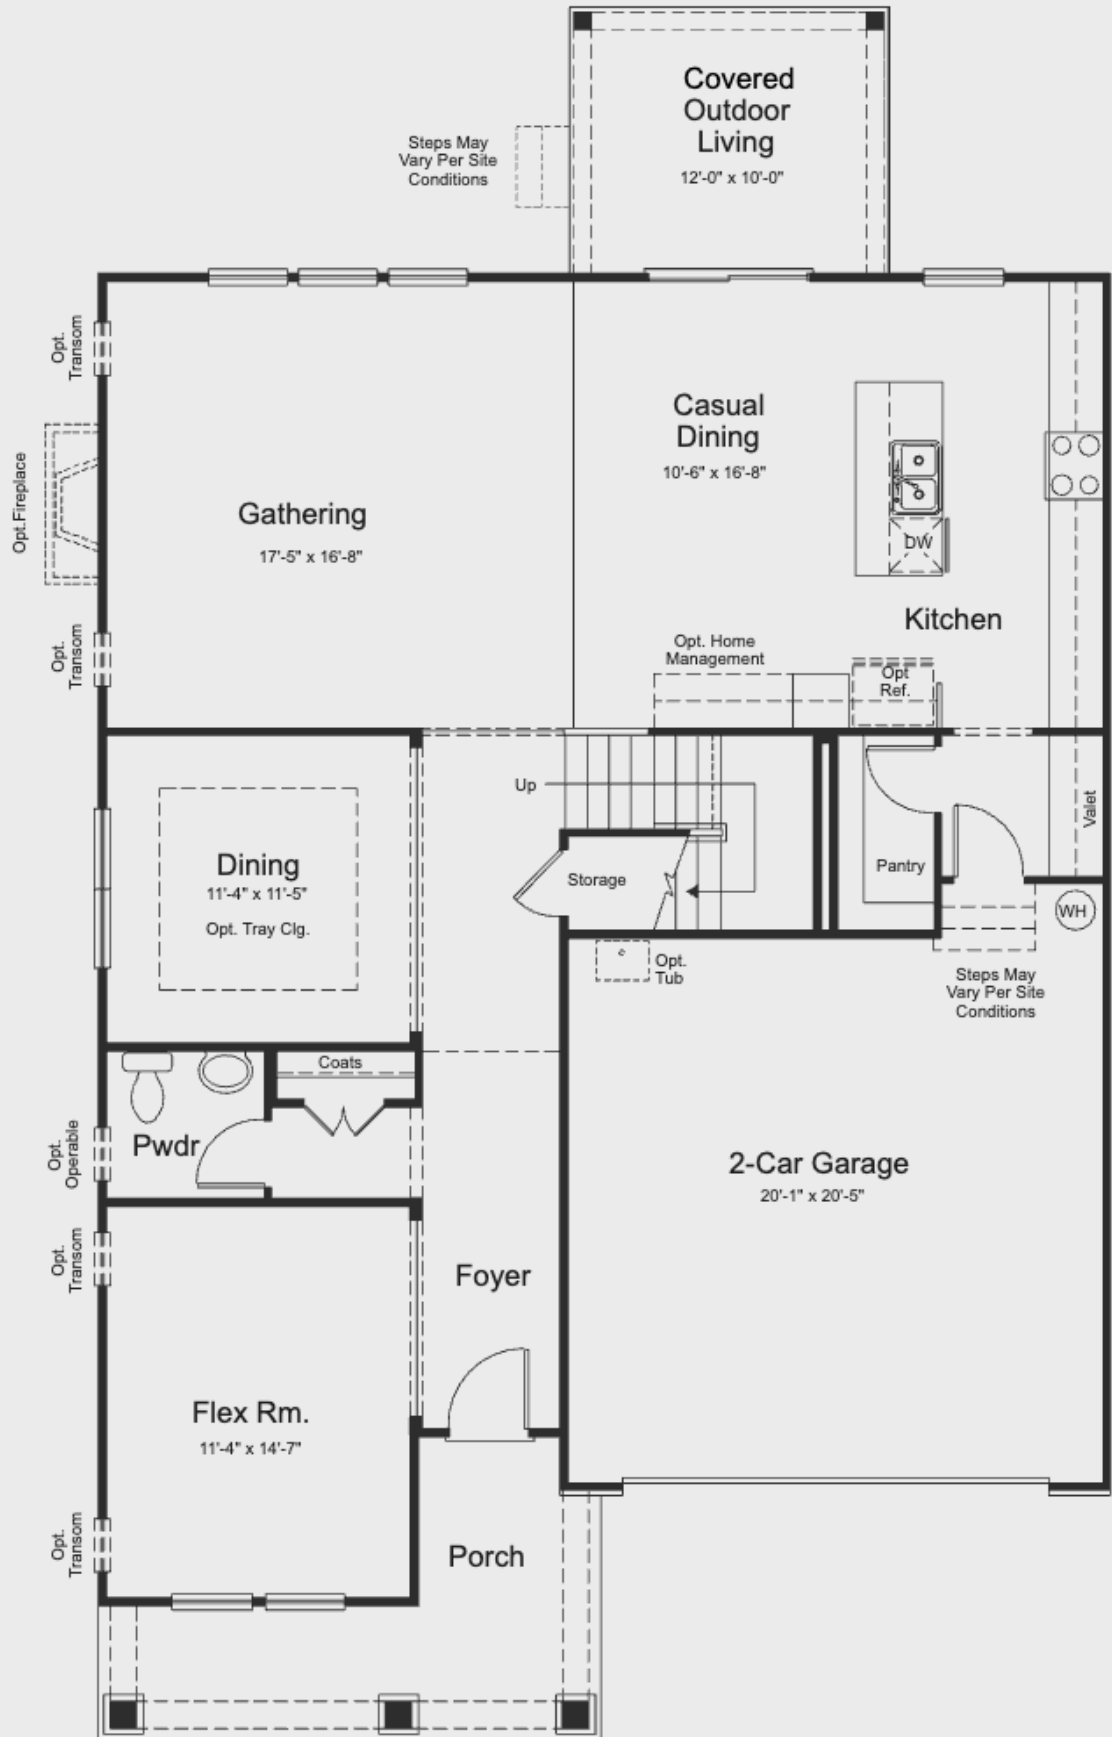 Covered
Outdoor
Living
12'-0" x 10'-0"
Steps May
Vary Per Site
Conditions
Opt.
Transom
Opt.Fireplace
Opt.
Transom
Gathering
17'-5" x 16'-8"
Casual
Dining
10'-6" x 16'-8"
DW
Kitchen
Opt. Home
Management
Opt
Ref.
Up
Storage
Pantry
Valet
WH
Dining
11'-4" x 11'-5"
Opt. Tray Clg.
Opt.
Tub
Steps May
Vary Per Site
Conditions
Coats
Pwdr
Opt.
Operable
2-Car Garage
20'-1" x 20'-5"
Opt.
Transom
Foyer
Flex Rm.
11'-4" x 14'-7"
Opt.
Transom
Porch